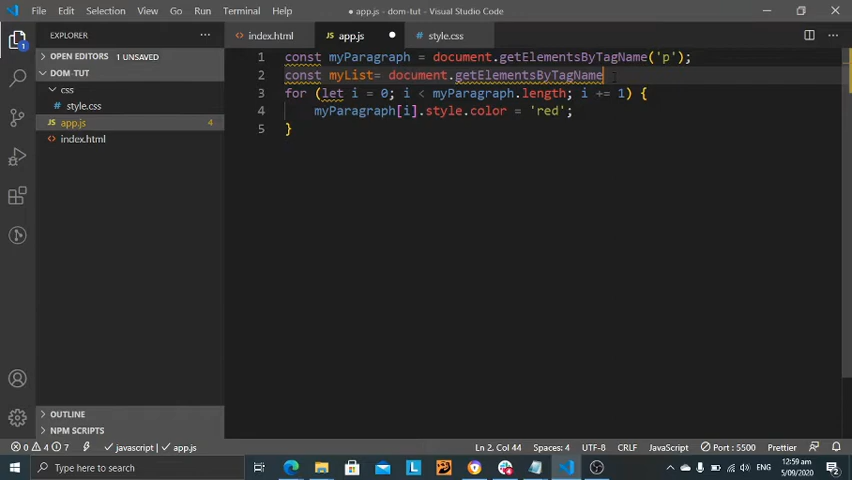 File Edit Selection View Go Run Terminal Help
● app.js - dom-tut - Visual Studio Code
EXPLORER
index.html
app.js
style.css
OPEN EDITORS 1 UNSAVED
DOM-TUT
css
style.css
app.js 4
index.html
1 const myParagraph = document.getElementsByTagName('p');
2 const myList= document.getElementsByTagName
3 for (let i = 0; i < myParagraph.length; i += 1) {
4 myParagraph[i].style.color = 'red';
5 }
OUTLINE
NPM SCRIPTS
1
0 4 7 javascript | app.js Ln 2, Col 44 Spaces: 4 UTF-8 CRLF JavaScript Port : 5500 Prettier
Type here to search
ENG
12:59 am
5/09/2020
2